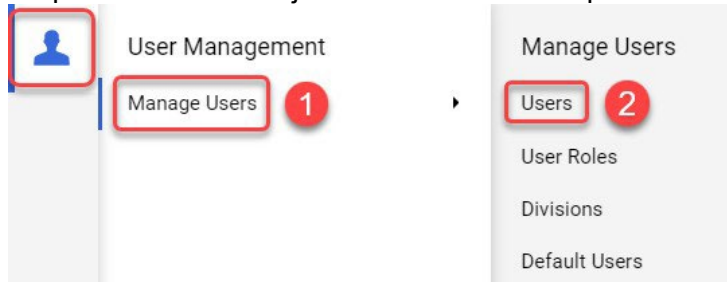 User Management
Manage Users 1
Manage Users
Users 2
User Roles
Divisions
Default Users